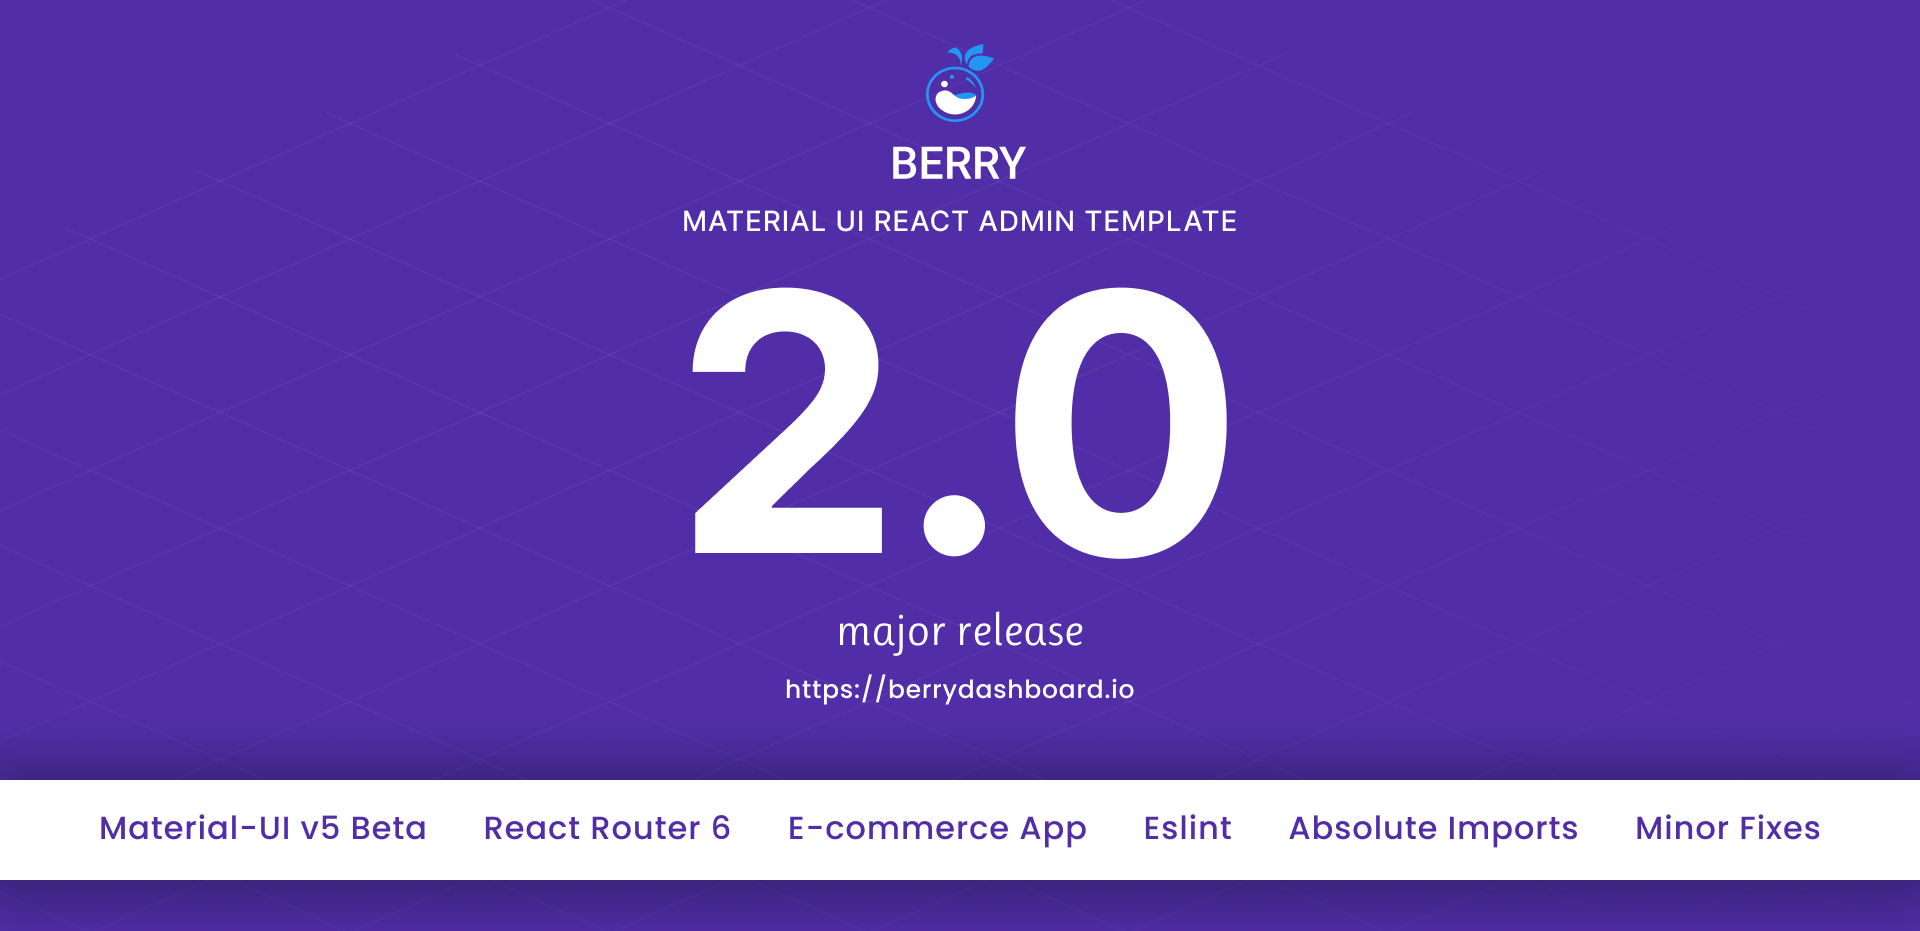 BERRY
MATERIAL UI REACT ADMIN TEMPLATE
2.0
major release
https://berrydashboard.io
Material-UI v5 Beta React Router 6 E-commerce App Eslint Absolute Imports Minor Fixes